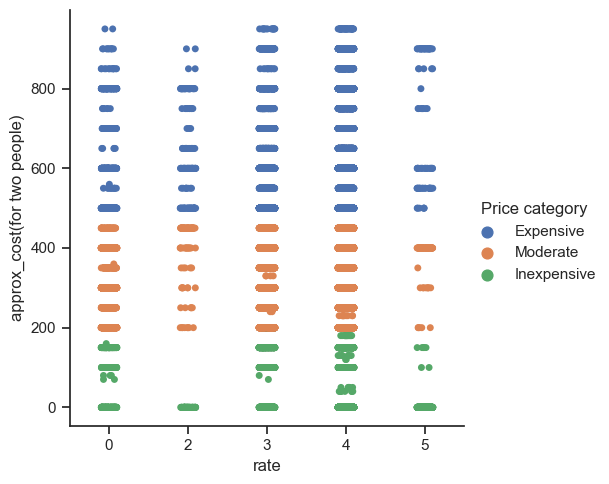 800
600
400
200
0
approx_cost(for two people)
0 2 3 4 5
rate
Price category
Expensive
Moderate
Inexpensive